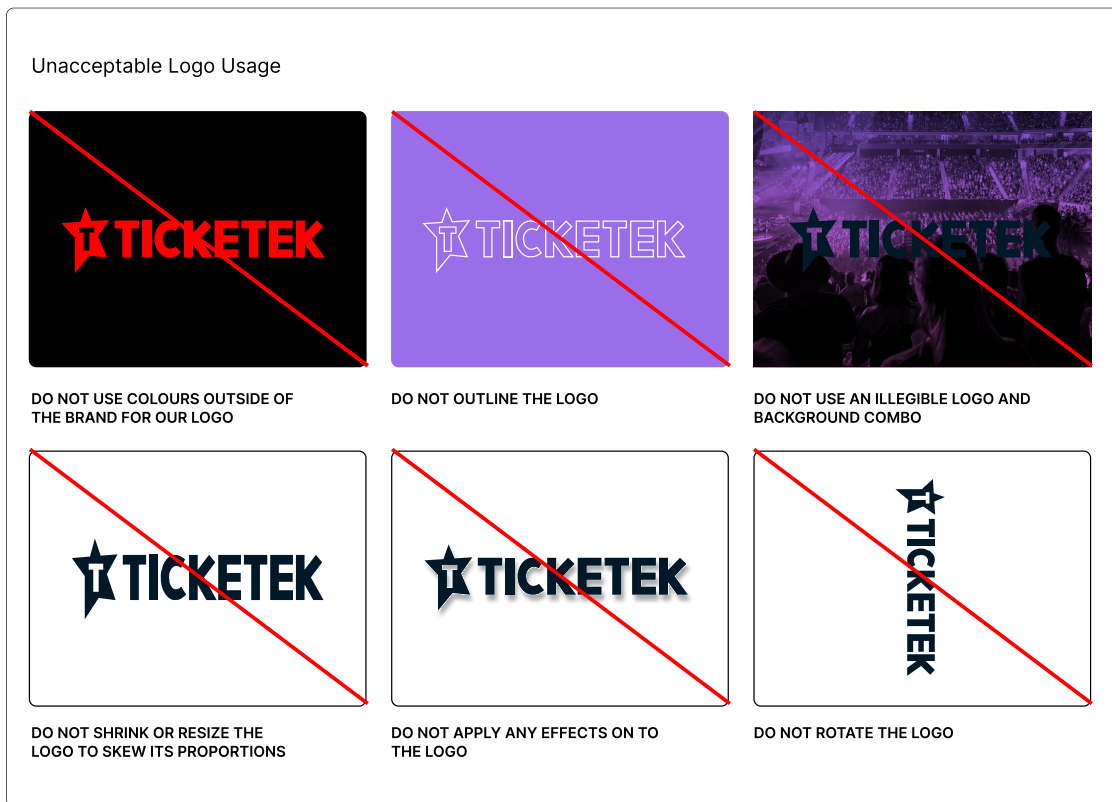 Unacceptable Logo Usage
T TICKETEK
T TICKETEK
T TICKETEK
DO NOT USE COLOURS OUTSIDE OF
THE BRAND FOR OUR LOGO
DO NOT OUTLINE THE LOGO
DO NOT USE AN ILLEGIBLE LOGO AND
BACKGROUND COMBO
T TICKETEK
T TICKETEK
T TICKETEK
DO NOT SHRINK OR RESIZE THE
LOGO TO SKEW ITS PROPORTIONS
DO NOT APPLY ANY EFFECTS ON TO
THE LOGO
DO NOT ROTATE THE LOGO